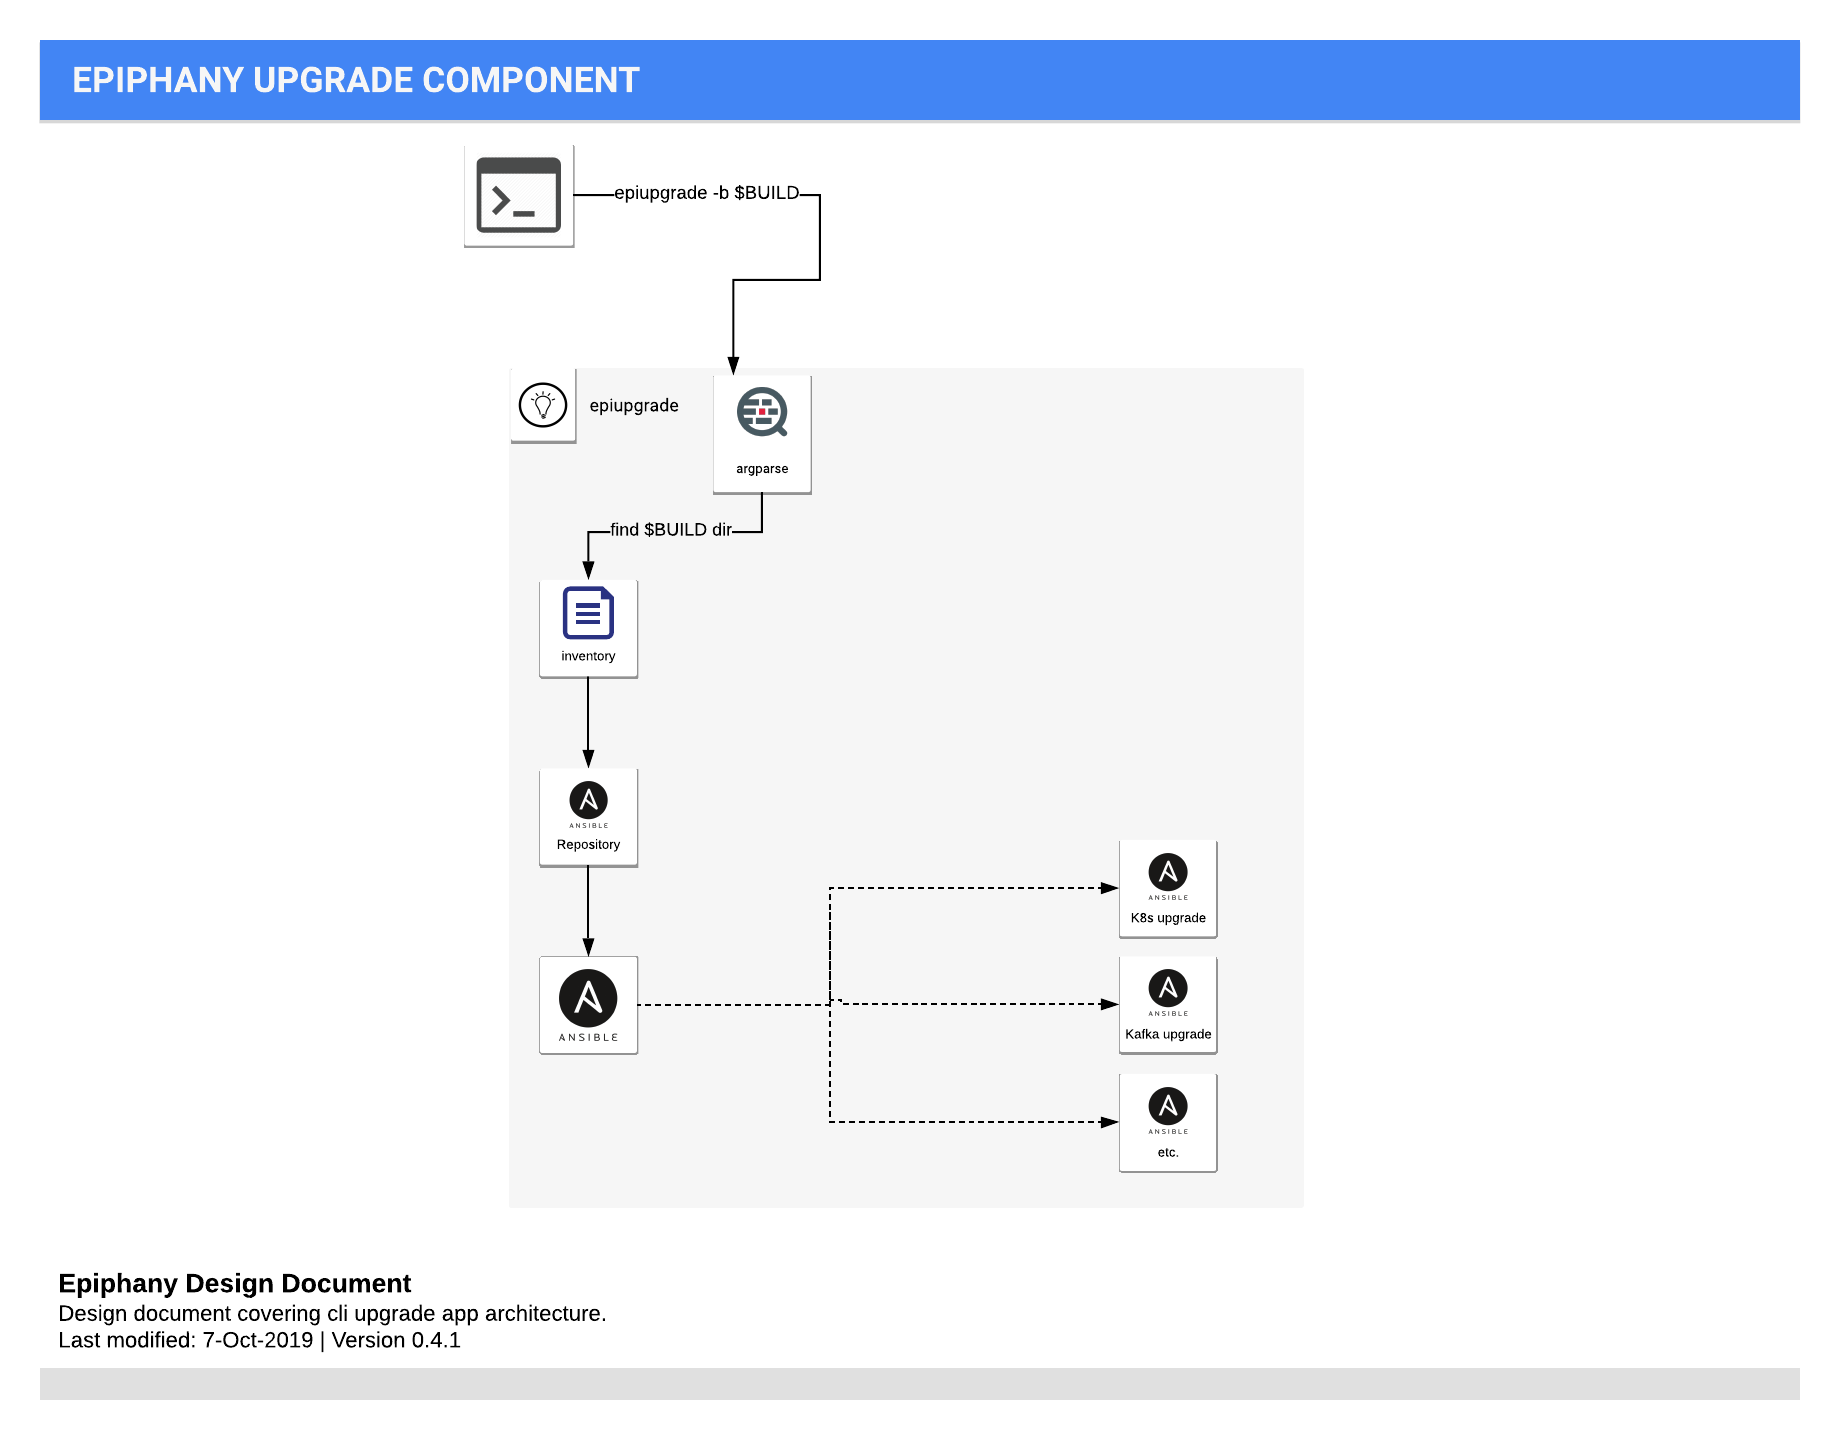 EPIPHANY UPGRADE COMPONENT
epiupgrade -b $BUILD
epiupgrade
argparse
find $BUILD dir
inventory
ANSIBLE
Repository
ANSIBLE
K8s upgrade
ANSIBLE
ANSIBLE
Kafka upgrade
ANSIBLE
etc.
Epiphany Design Document
Design document covering cli upgrade app architecture.
Last modified: 7-Oct-2019 | Version 0.4.1